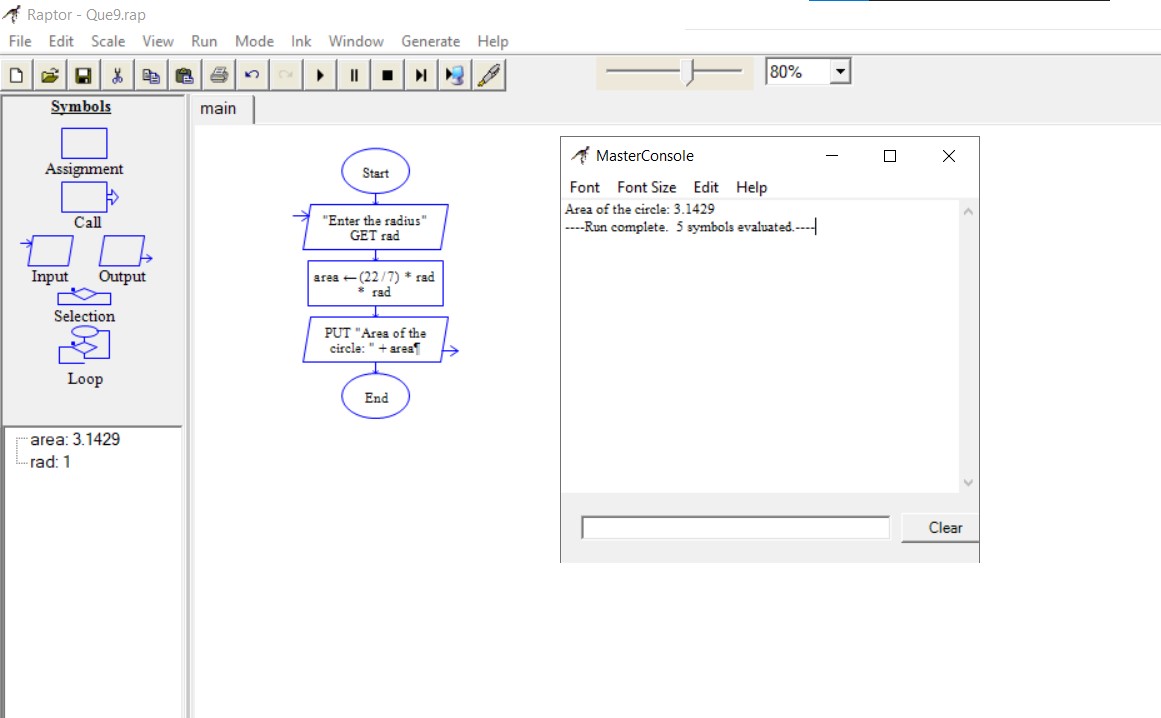 Raptor - Que9.rap
File Edit Scale View Run Mode Ink Window Generate Help
80%
Symbols
main
Assignment
Call
Input Output
Selection
Loop
area: 3.1429
rad: 1
Start
"Enter the radius"
GET rad
area ←(22/7) * rad
* rad
PUT "Area of the
circle: " + area¶
End
MasterConsole
Font Font Size Edit Help
Area of the circle: 3.1429
----Run complete.  5 symbols evaluated.----
Clear